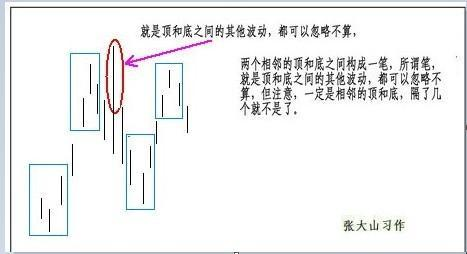 就是顶和底之间的其他波动，都可以忽略不算，
两个相邻的顶和底之间构成一笔，所谓笔，
就是顶和底之间的其他波动，都可以忽略不
算，但注意，一定是相邻的顶和底，隔了几
个就不是了。
张大山习作